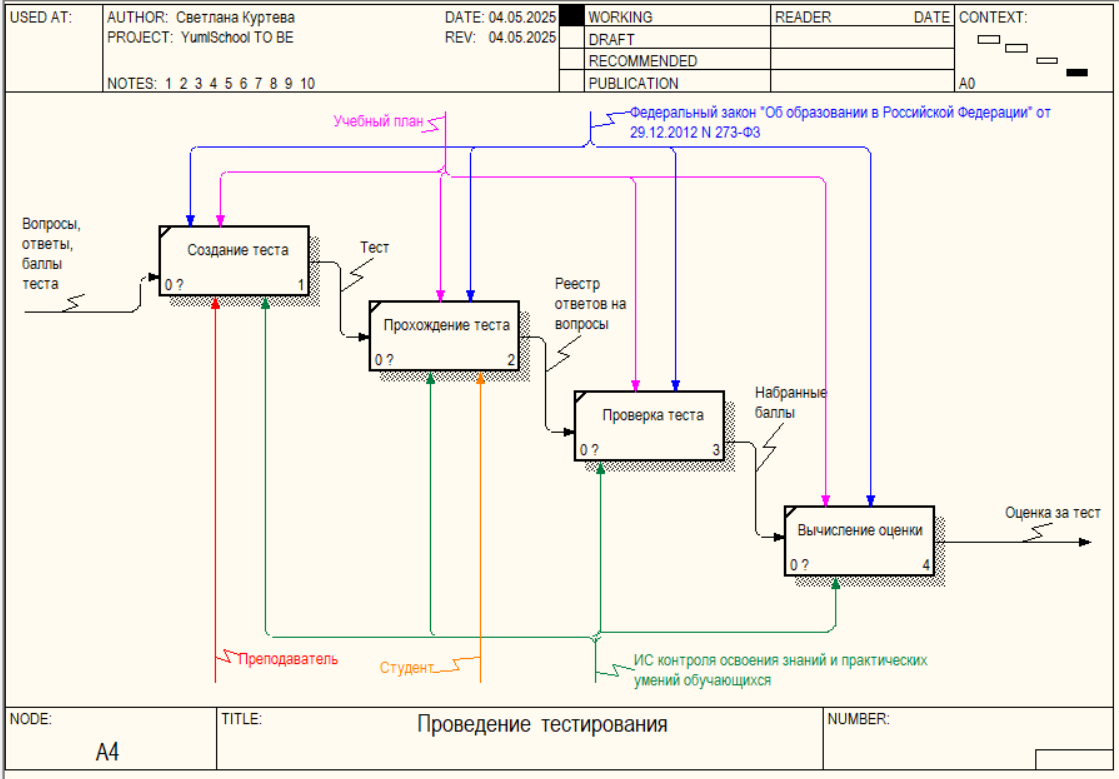 USED AT:
AUTHOR: Светлана Куртева
DATE: 04.05.2025
PROJECT: YumISchool TO BE
REV: 04.05.2025
NOTES: 1 2 3 4 5 6 7 8 9 10
WORKING
DRAFT
RECOMMENDED
PUBLICATION
READER
DATE
CONTEXT:
A0
Учебный план
Федеральный закон "Об образовании в Российской Федерации" от
29.12.2012 N 273-ФЗ
Вопросы,
ответы,
баллы
теста
Создание теста
0 ?
1
Тест
Прохождение теста
0 ?
2
Реестр
ответов на
вопросы
Проверка теста
0 ?
3
Набранные
баллы
Вычисление оценки
0 ?
4
Оценка за тест
Преподаватель
Студент
ИС контроля освоения знаний и практических
умений обучающихся
NODE:
A4
TITLE:
Проведение тестирования
NUMBER: